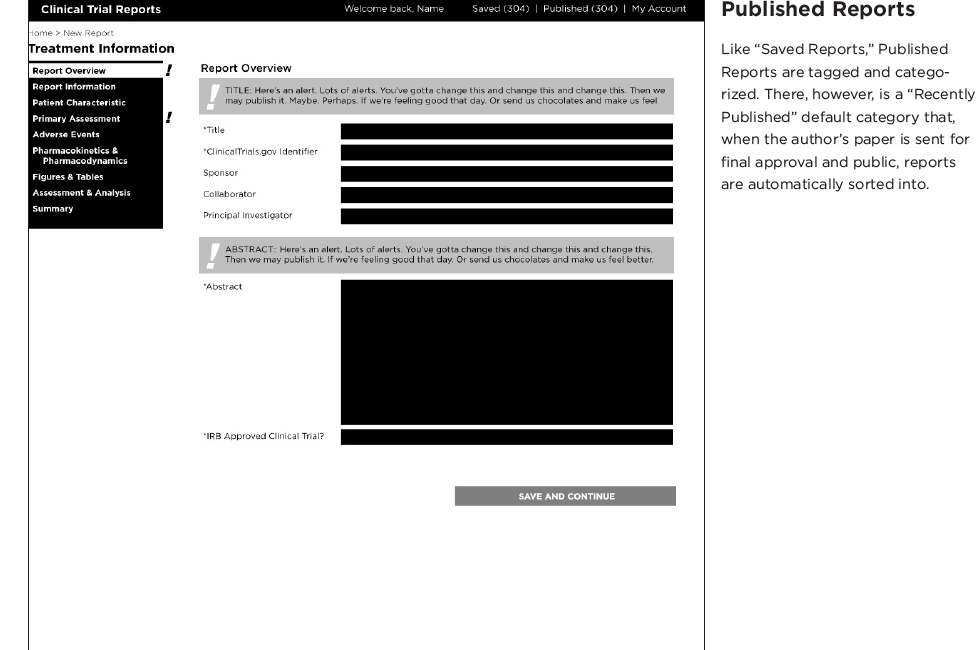 Clinical Trial Reports
Welcome back, Name Saved (304) | Published (304) | My Account
Home > New Report
Treatment Information
Report Overview !
Report Information
Patient Characteristic
Primary Assessment !
Adverse Events
Pharmacokinetics &
Pharmacodynamics
Figures & Tables
Assessment & Analysis
Summary
Report Overview
! TITLE: Here's an alert. Lots of alerts. You've gotta change this and change this and change this. Then we
may publish it. Maybe. Perhaps. If we're feeling good that day. Or send us chocolates and make us feel
*Title
*ClinicalTrials.gov Identifier
Sponsor
Collaborator
Principal Investigator
! ABSTRACT:: Here's an alert. Lots of alerts. You've gotta change this and change this and change this.
Then we may publish it. If we're feeling good that day. Or send us chocolates and make us feel better.
*Abstract
*IRB Approved Clinical Trial?
SAVE AND CONTINUE
Published Reports
Like “Saved Reports,” Published
Reports are tagged and catego-
rized. There, however, is a “Recently
Published” default category that,
when the author’s paper is sent for
final approval and public, reports
are automatically sorted into.